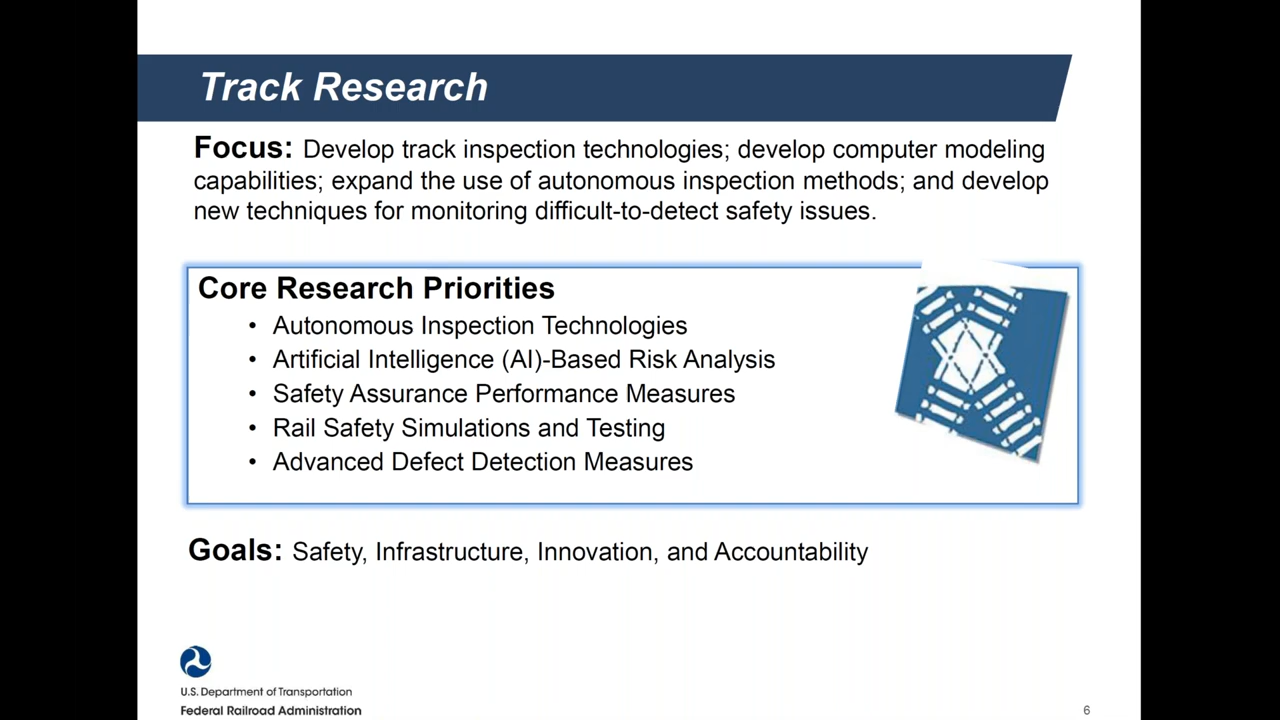 Track Research
Focus: Develop track inspection technologies; develop computer modeling
capabilities; expand the use of autonomous inspection methods; and develop
new techniques for monitoring difficult-to-detect safety issues.
Core Research Priorities
• Autonomous Inspection Technologies
• Artificial Intelligence (AI)-Based Risk Analysis
• Safety Assurance Performance Measures
• Rail Safety Simulations and Testing
• Advanced Defect Detection Measures
Goals: Safety, Infrastructure, Innovation, and Accountability
U.S. Department of Transportation
Federal Railroad Administration
6